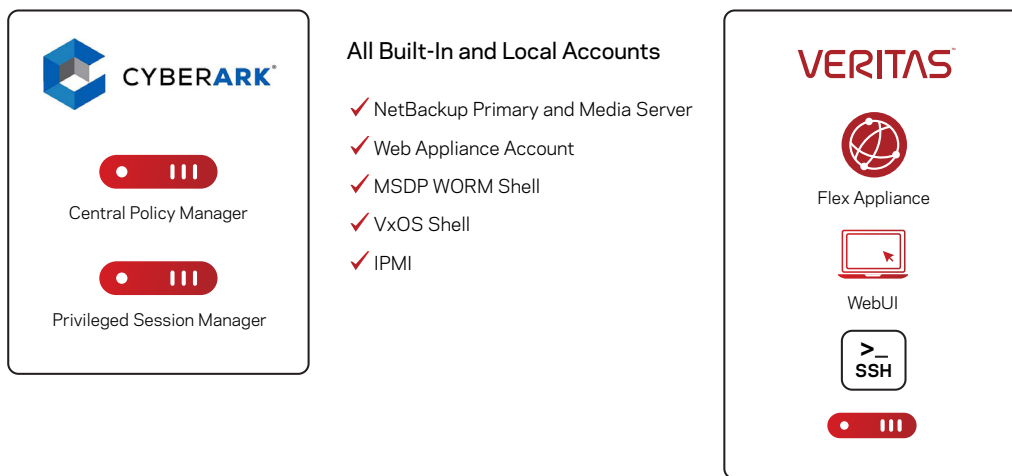 CYBERARK®
Central Policy Manager
Privileged Session Manager
All Built-In and Local Accounts
NetBackup Primary and Media Server
Web Appliance Account
MSDP WORM Shell
VxOS Shell
IPMI
VERITAS™
Flex Appliance
WebUI
>_
SSH